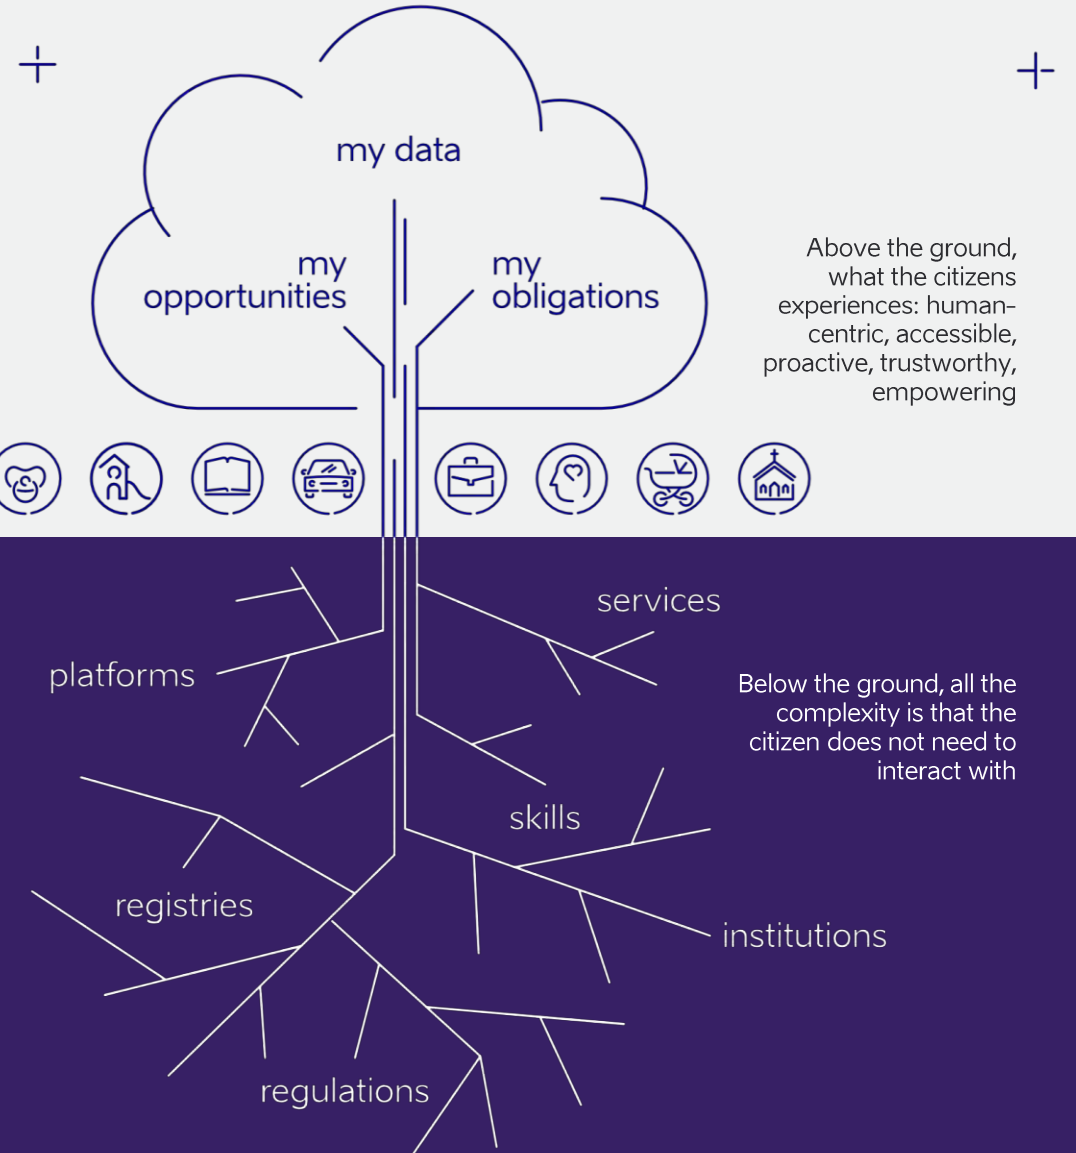 my data
my
opportunities
my
obligations
Above the ground,
what the citizens
experiences: human-
centric, accessible,
proactive, trustworthy,
empowering
services
platforms
Below the ground, all the
complexity is that the
citizen does not need to
interact with
skills
registries
institutions
regulations